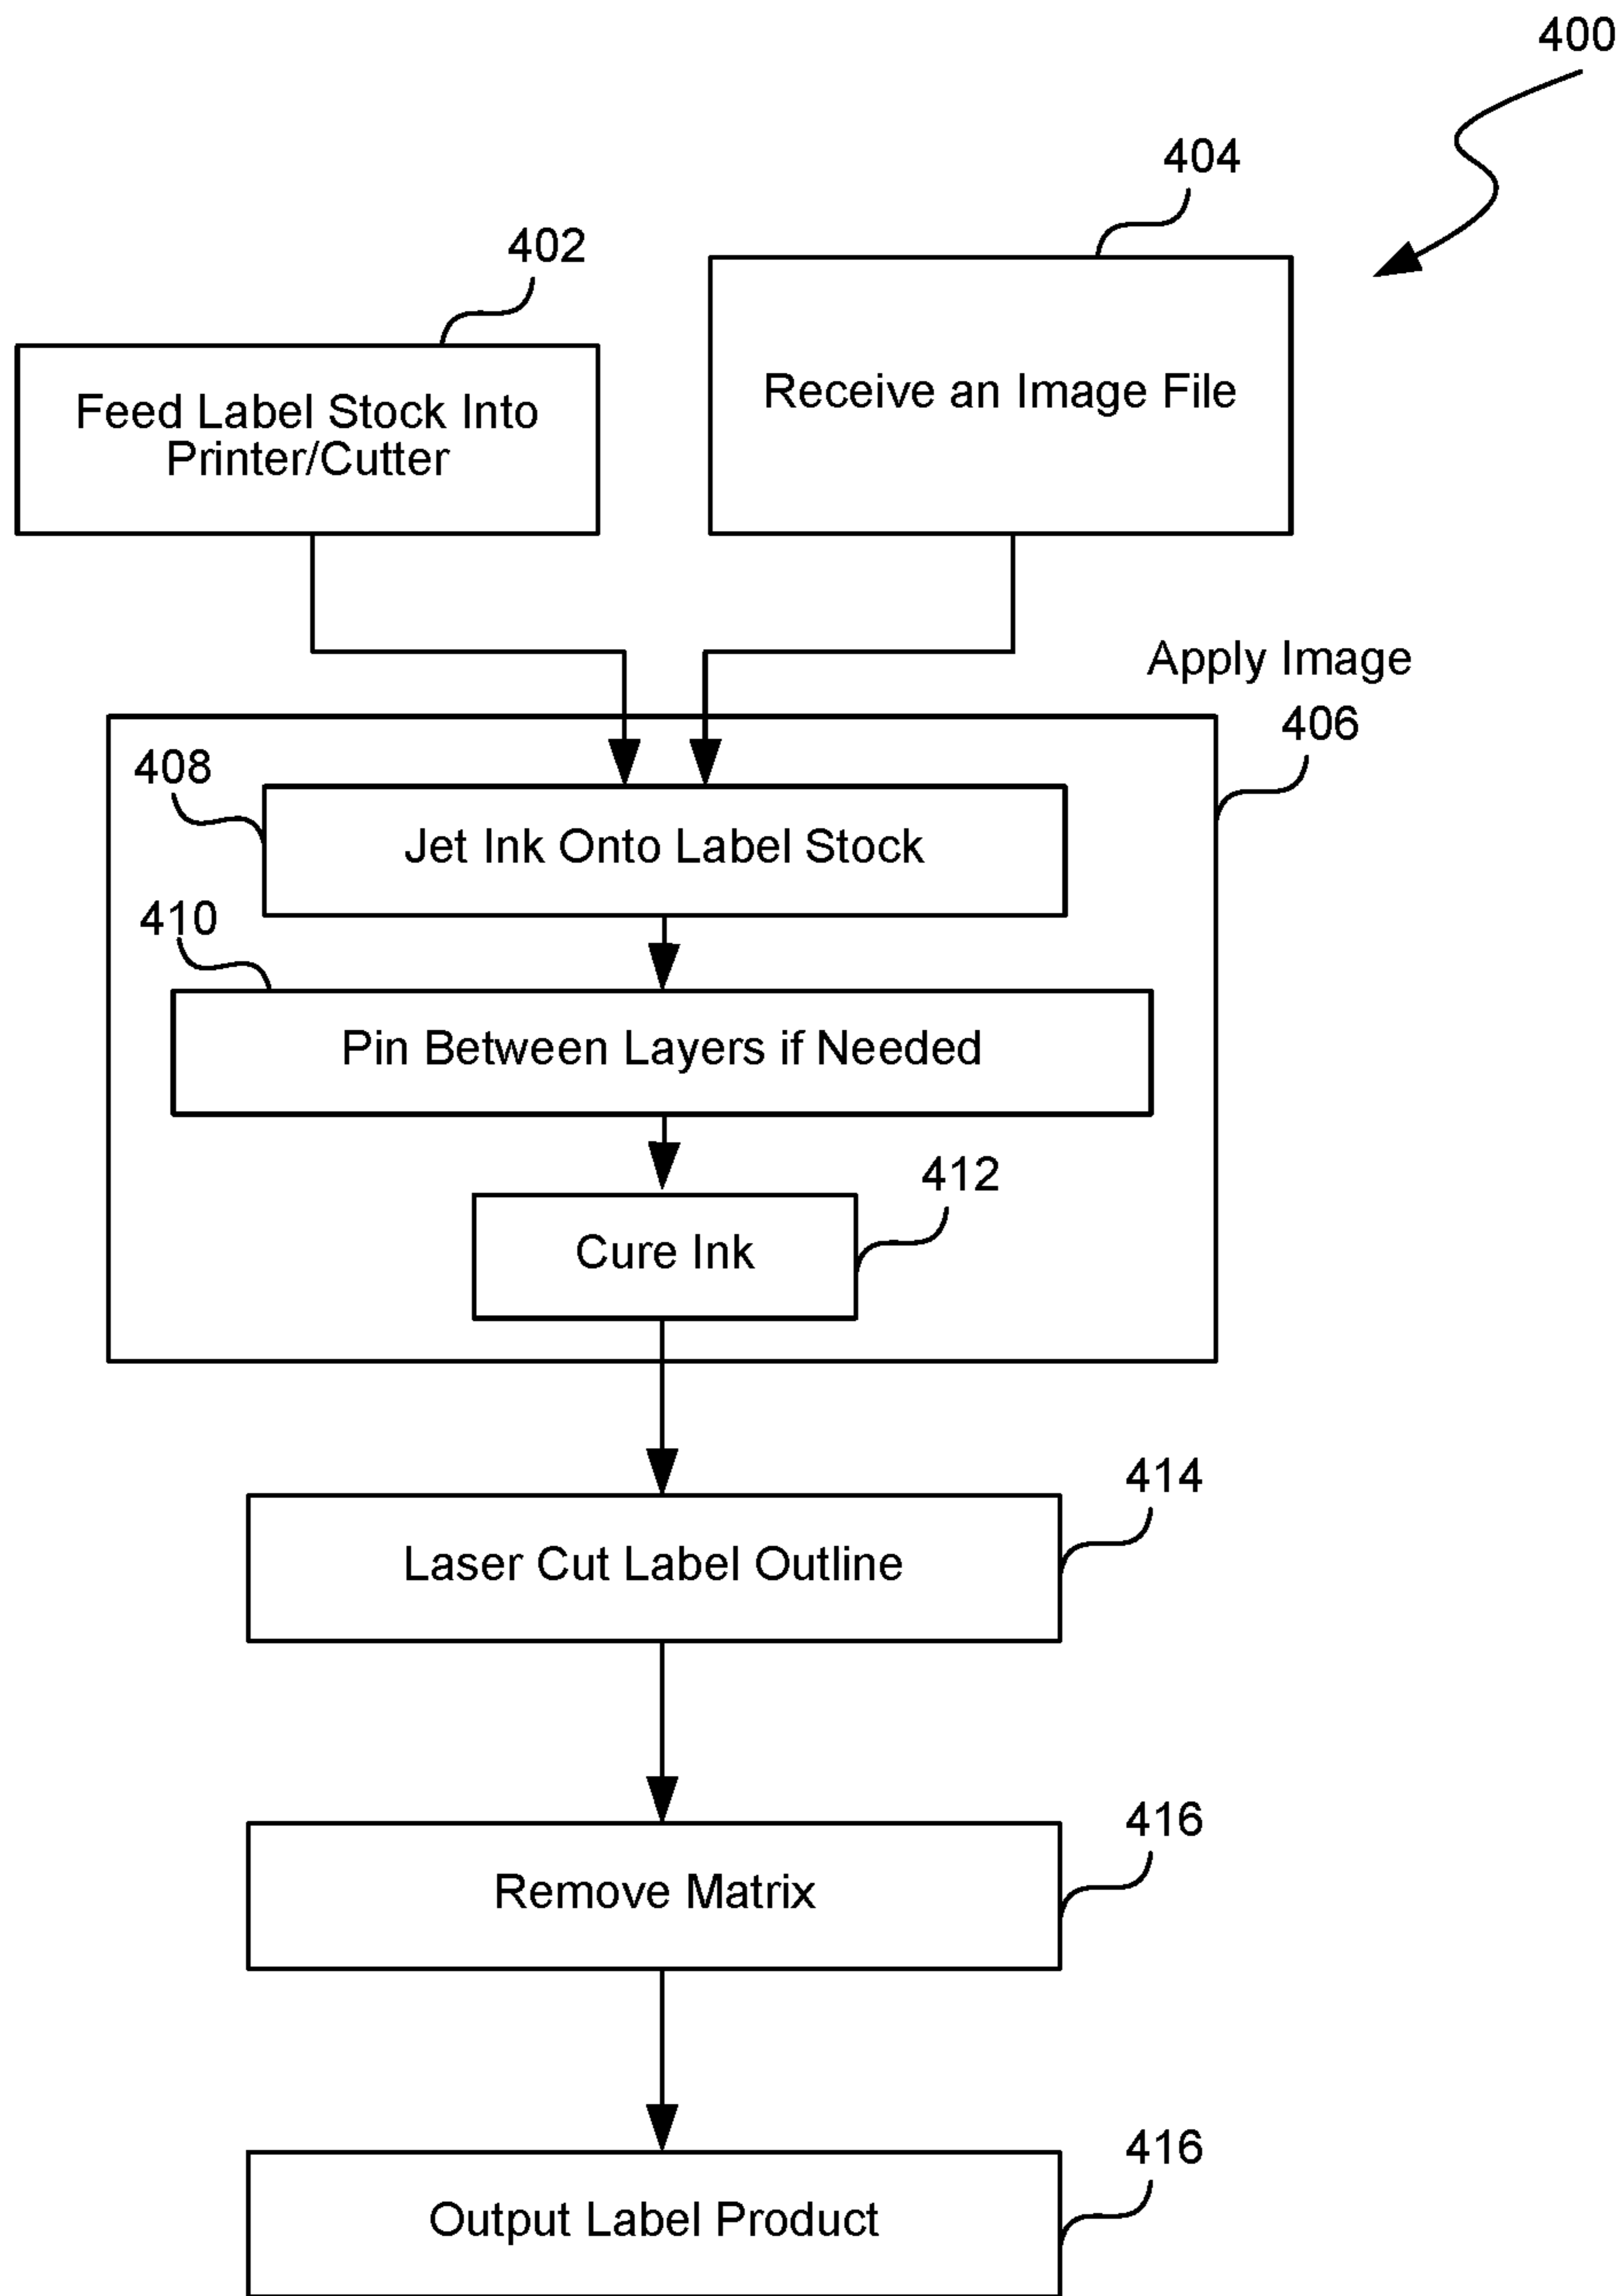 400
404
402
Receive an Image File
Feed Label Stock Into
Printer/Cutter
Apply Image
406
408
Jet Ink Onto Label Stock
410
Pin Between Layers if Needed
412
Cure Ink
414
Laser Cut Label Outline
416
Remove Matrix
416
Output Label Product